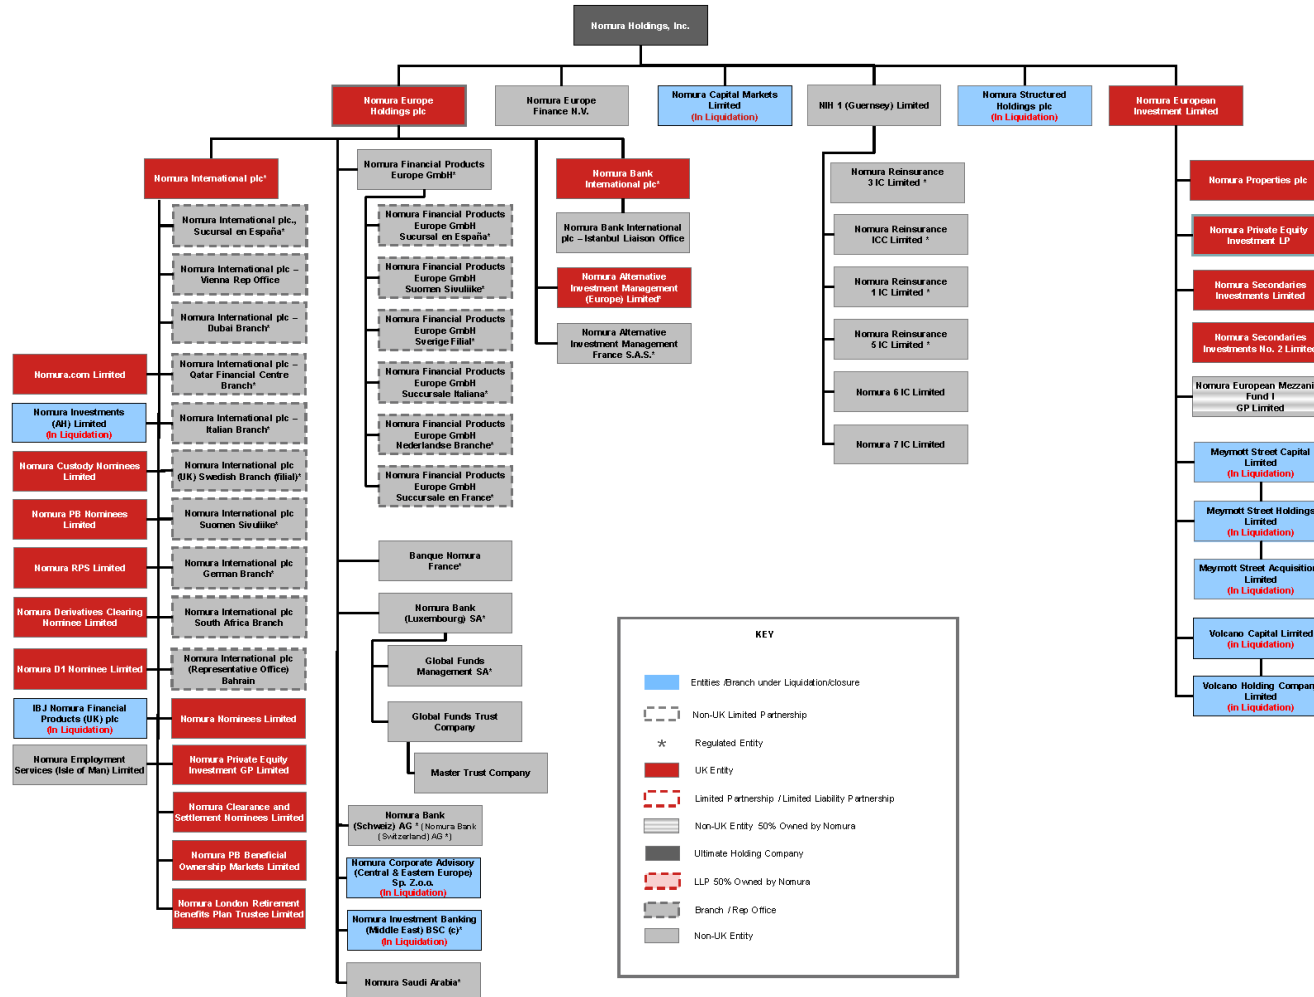 Nomura Holdings, Inc.
Nomura Europe
Holdings plc
Nomura Europe
Finance N.V.
Nomura Capital Markets
Limited
(In Liquidation)
NIH 1 (Guernsey) Limited
Nomura Structured
Holdings plc
(In Liquidation)
Nomura European
Investment Limited
Nomura International plc*
Nomura International plc.,
Sucursal en España*
Nomura International plc –
Vienna Rep Office
Nomura International plc –
Dubai Branch*
Nomura International plc –
Qatar Financial Centre
Branch*
Nomura International plc –
Italian Branch*
Nomura International plc
(UK) Swedish Branch (filial)*
Nomura International plc
Suomen Sivuliike*
Nomura International plc
German Branch*
Nomura International plc
South Africa Branch
Nomura International plc
(Representative Office)
Bahrain
Nomura Nominees Limited
Nomura Private Equity
Investment GP Limited
Nomura Clearance and
Settlement Nominees Limited
Nomura PB Beneficial
Ownership Markets Limited
Nomura London Retirement
Benefits Plan Trustee Limited
Nomura.com Limited
Nomura Investments
(AH) Limited
(In Liquidation)
Nomura Custody Nominees
Limited
Nomura PB Nominees
Limited
Nomura RPS Limited
Nomura Derivatives Clearing
Nominee Limited
Nomura D1 Nominee Limited
IBJ Nomura Financial
Products (UK) plc
(In Liquidation)
Nomura Employment
Services (Isle of Man) Limited
Nomura Financial Products
Europe GmbH*
Nomura Financial Products
Europe GmbH
Sucursal en España*
Nomura Financial Products
Europe GmbH
Suomen Sivuliike*
Nomura Financial Products
Europe GmbH
Sverige Filial*
Nomura Financial Products
Europe GmbH
Succursale Italiana*
Nomura Financial Products
Europe GmbH
Nederlandse Branche*
Nomura Financial Products
Europe GmbH
Succursale en France*
Banque Nomura
France*
Nomura Bank
(Luxembourg) SA*
Global Funds
Management SA*
Global Funds Trust
Company
Master Trust Company
Nomura Bank
(Schweiz) AG * (Nomura Bank
(Switzerland) AG *)
Nomura Corporate Advisory
(Central & Eastern Europe)
Sp. Z.o.o.
(In Liquidation)
Nomura Investment Banking
(Middle East) BSC (c)*
(In Liquidation)
Nomura Saudi Arabia*
Nomura Bank
International plc*
Nomura Bank International
plc – Istanbul Liaison Office
Nomura Alternative
Investment Management
(Europe) Limited*
Nomura Alternative
Investment Management
France S.A.S.*
Nomura Reinsurance
3 IC Limited *
Nomura Reinsurance
ICC Limited *
Nomura Reinsurance
1 IC Limited *
Nomura Reinsurance
5 IC Limited *
Nomura 6 IC Limited
Nomura 7 IC Limited
Nomura Properties plc
Nomura Private Equity
Investment LP
Nomura Secondaries
Investments Limited
Nomura Secondaries
Investments No. 2 Limited
Nomura European Mezzani
Fund I
GP Limited
Meymott Street Capital
Limited
(In Liquidation)
Meymott Street Holdings
Limited
(In Liquidation)
Meymott Street Acquisition
Limited
(In Liquidation)
Volcano Capital Limited
(in Liquidation)
Volcano Holding Company
Limited
(in Liquidation)
KEY
Entities /Branch under Liquidation/closure
Non-UK Limited Partnership
* Regulated Entity
UK Entity
Limited Partnership / Limited Liability Partnership
Non-UK Entity 50% Owned by Nomura
Ultimate Holding Company
LLP 50% Owned by Nomura
Branch / Rep Office
Non-UK Entity